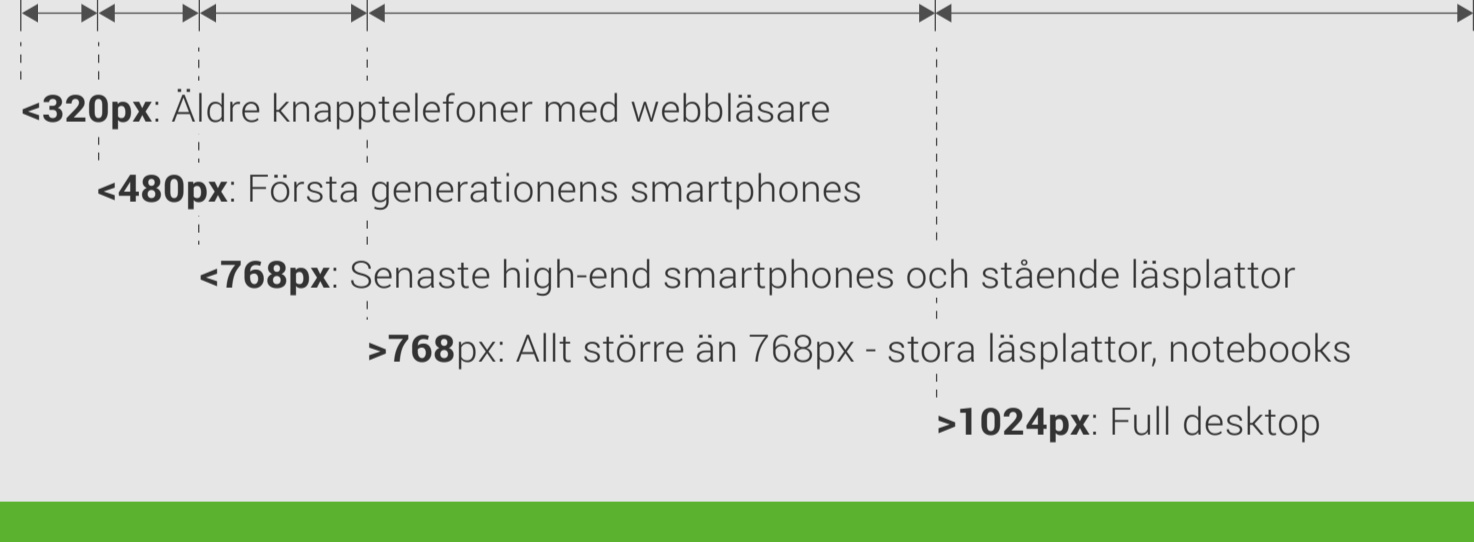 <320px: Äldre knapptelefoner med webbläsare
<480px: Första generationens smartphones
<768px: Senaste high-end smartphones och stående läsplattor
>768px: Allt större än 768px - stora läsplattor, notebooks
>1024px: Full desktop